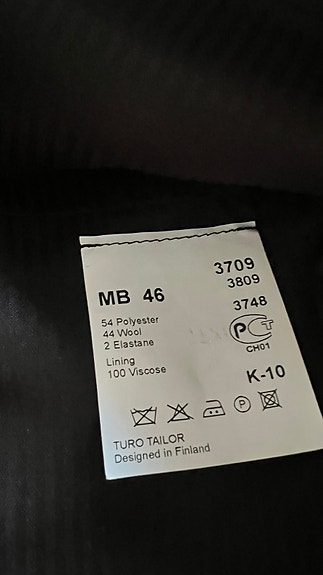 3709
MB 46
3809
3748
54 Polyester
44 Wool
2 Elastane
PCT
CH01
Lining
100 Viscose
K-10
P
TURO TAILOR
Designed in Finland